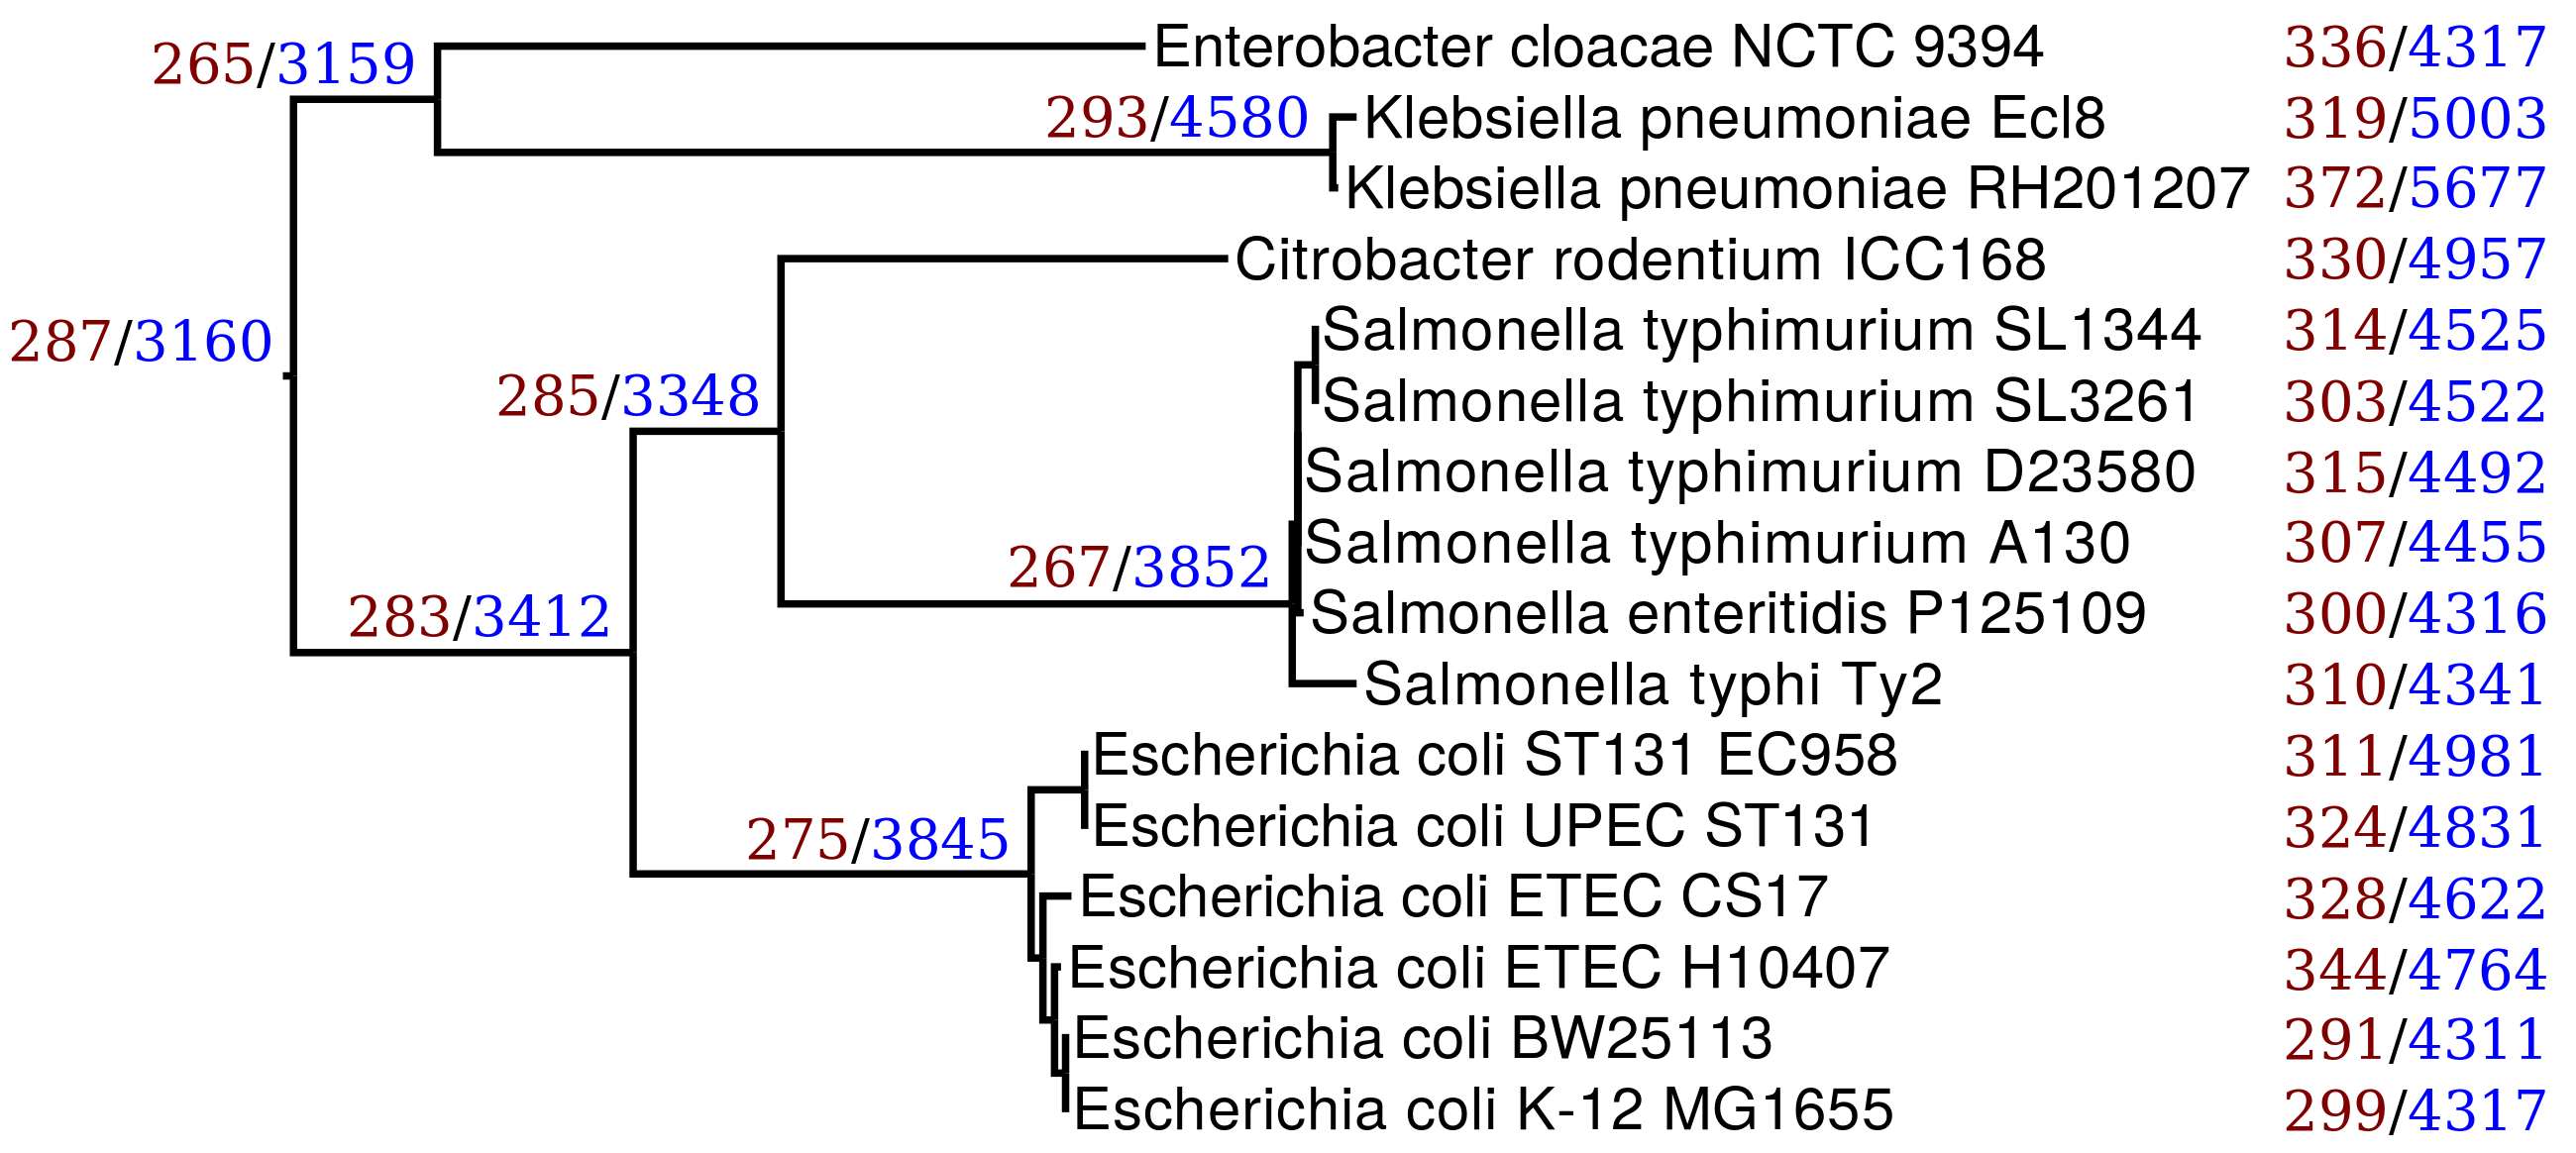 Enterobacter cloacae NCTC 9394 336/4317
265/3159
293/4580 Klebsiella pneumoniae Ecl8 319/5003
Klebsiella pneumoniae RH201207 372/5677
Citrobacter rodentium ICC168 330/4957
Salmonella typhimurium SL1344 314/4525
287/3160
285/3348 Salmonella typhimurium SL3261 303/4522
Salmonella typhimurium D23580 315/4492
Salmonella typhimurium A130 307/4455
267/3852
283/3412 Salmonella enteritidis P125109 300/4316
Salmonella typhi Ty2 310/4341
Escherichia coli ST131 EC958 311/4981
275/3845 Escherichia coli UPEC ST131 324/4831
Escherichia coli ETEC CS17 328/4622
Escherichia coli ETEC H10407 344/4764
Escherichia coli BW25113 291/4311
Escherichia coli K-12 MG1655 299/4317